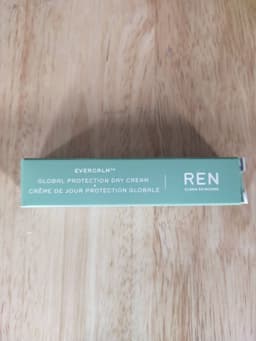 EVERCALM™
GLOBAL PROTECTION DAY CREAM
CRÈME DE JOUR PROTECTION GLOBALE
REN
CLEAN SKINCARE